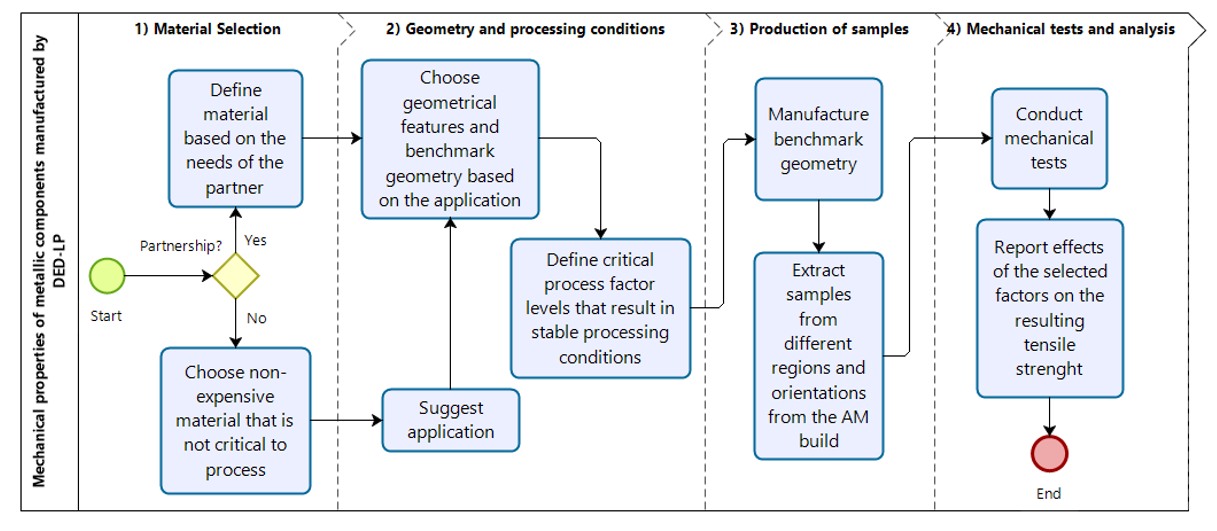 Mechanical properties of metallic components manufactured by
DED-LP
1) Material Selection
2) Geometry and processing conditions
3) Production of samples
4) Mechanical tests and analysis
Define
material
based on the
needs of the
partner
Partnership?
Yes
Start
No
Choose non-
expensive
material that is
not critical to
process
Choose
geometrical
features and
benchmark
geometry based
on the application
Suggest
application
Define critical
process factor
levels that result in
stable processing
conditions
Manufacture
benchmark
geometry
Extract
samples
from
different
regions and
orientations
from the AM
build
Conduct
mechanical
tests
Report effects
of the selected
factors on the
resulting
tensile
strenght
End